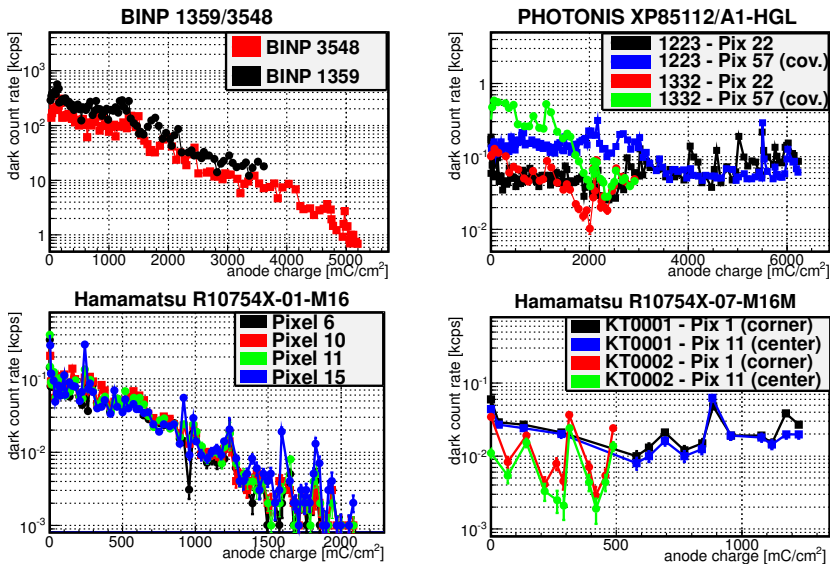 BINP 1359/3548
dark count rate [kcps]
BINP 3548
BINP 1359
10³
10²
10
1
0 1000 2000 3000 4000 5000
anode charge [mC/cm²]
PHOTONIS XP85112/A1-HGL
dark count rate [kcps]
1223 - Pix 22
1223 - Pix 57 (cov.)
1332 - Pix 22
1332 - Pix 57 (cov.)
1
10⁻¹
10⁻²
0 2000 4000 6000
anode charge [mC/cm²]
Hamamatsu R10754X-01-M16
dark count rate [kcps]
Pixel 6
Pixel 10
Pixel 11
Pixel 15
10⁻¹
10⁻²
10⁻³
0 500 1000 1500 2000
anode charge [mC/cm²]
Hamamatsu R10754X-07-M16M
dark count rate [kcps]
KT0001 - Pix 1 (corner)
KT0001 - Pix 11 (center)
KT0002 - Pix 1 (corner)
KT0002 - Pix 11 (center)
10⁻¹
10⁻²
10⁻³
0 500 1000
anode charge [mC/cm²]